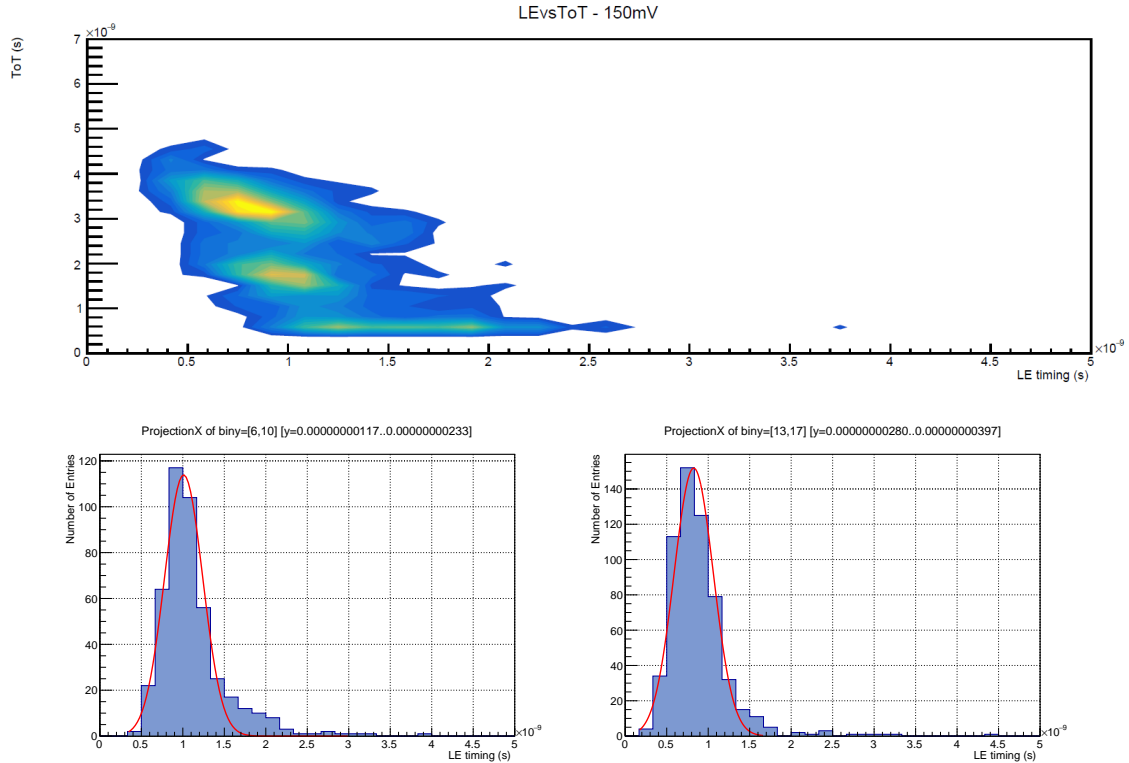 LEvsToT - 150mV
×10⁻⁹
ToT (s)
7
6
5
4
3
2
1
0
0 0.5 1 1.5 2 2.5 3 3.5 4 4.5 5
×10⁻⁹
LE timing (s)
ProjectionX of biny=[6,10] [y=0.00000000117..0.00000000233]
Number of Entries
120
100
80
60
40
20
0
0 0.5 1 1.5 2 2.5 3 3.5 4 4.5 5
×10⁻⁹
LE timing (s)
ProjectionX of biny=[13,17] [y=0.00000000280..0.00000000397]
Number of Entries
140
120
100
80
60
40
20
0
0 0.5 1 1.5 2 2.5 3 3.5 4 4.5 5
×10⁻⁹
LE timing (s)